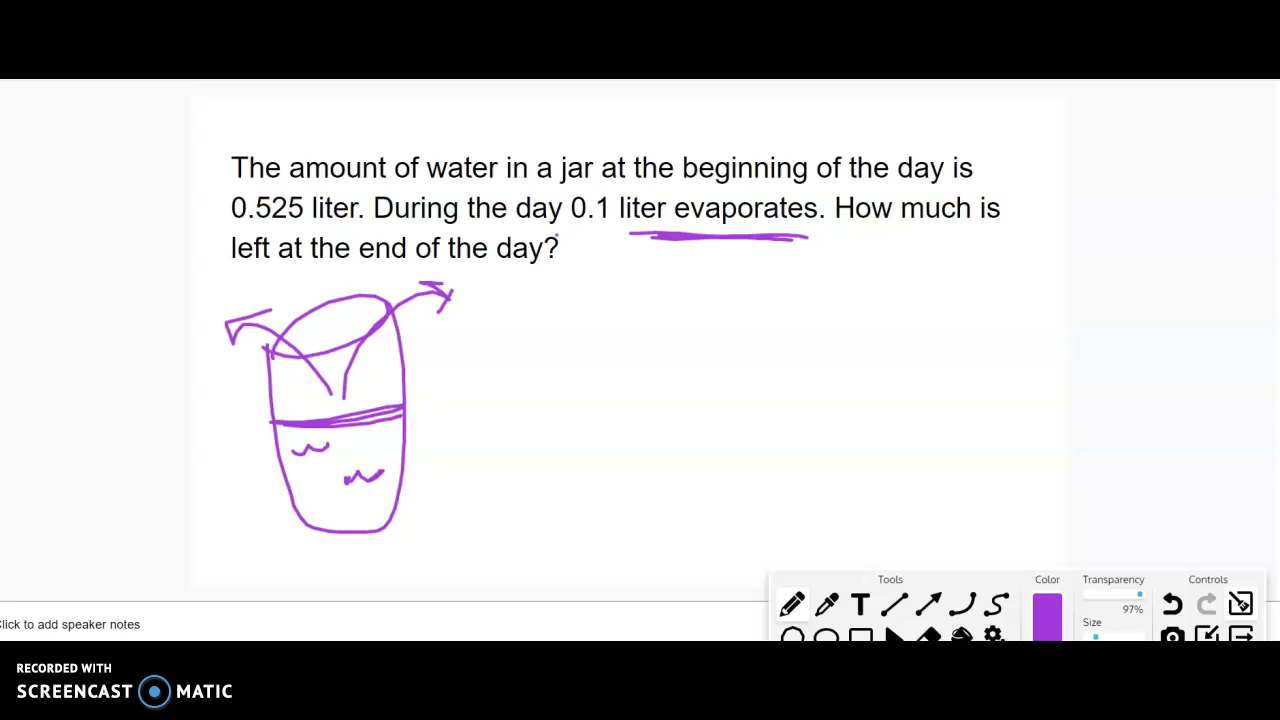 The amount of water in a jar at the beginning of the day is
0.525 liter. During the day 0.1 liter evaporates. How much is
left at the end of the day?
Tools
Color
Transparency
Controls
T
97%
Size
Click to add speaker notes
RECORDED WITH
SCREENCAST MATIC